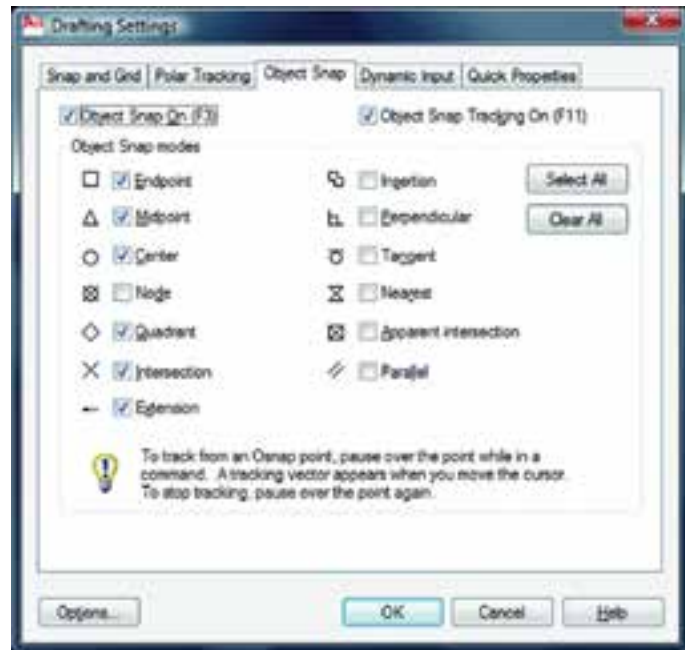 Drafting Settings
Snap and Grid Polar Tracking Object Snap Dynamic Input Quick Properties
Object Snap On (F3) Object Snap Tracking On (F11)
Object Snap modes
Endpoint Insertion Select All
Midpoint Perpendicular Clear All
Center Tangent
Node Nearest
Quadrant Apparent intersection
Intersection Parallel
Extension
To track from an Osnap point, pause over the point while in a
command. A tracking vector appears when you move the cursor.
To stop tracking, pause over the point again.
Options... OK Cancel Help